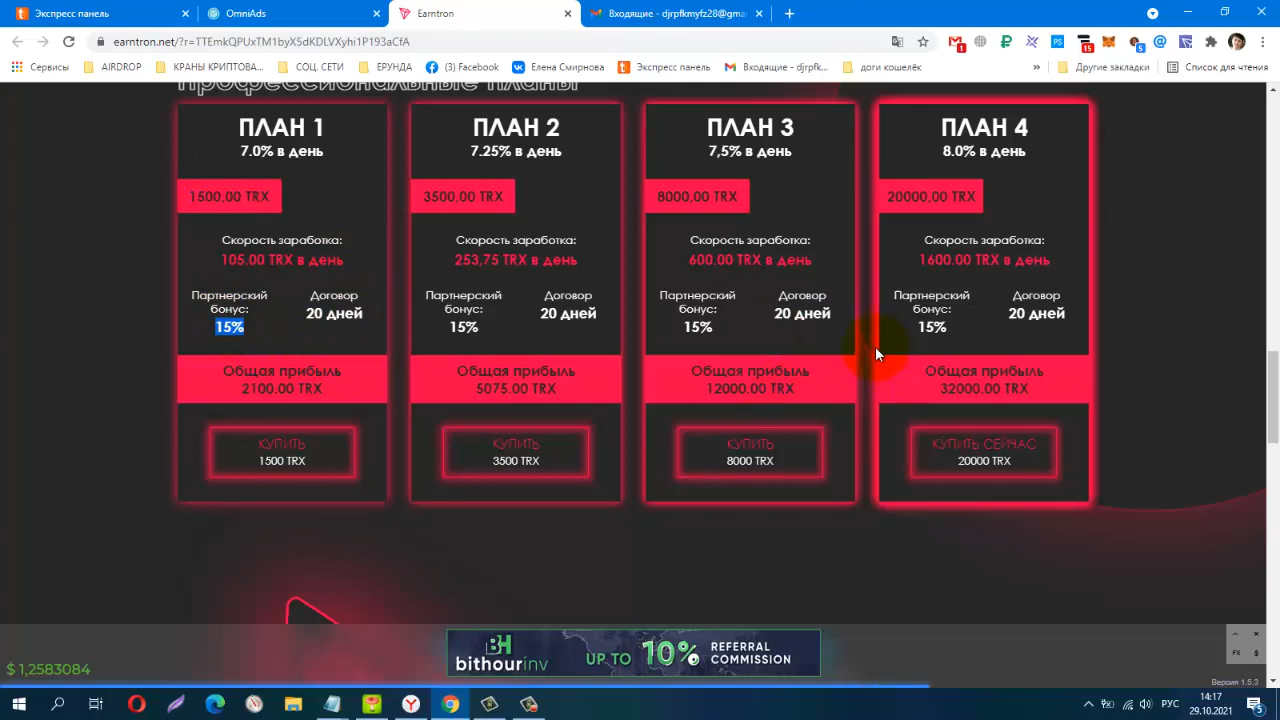 Экспресс панель
OmniAds
Earntron
Входящие - djrpfkmyfz28@gma
earntron.net/?r=TTEmkQPUxTM1byX5dKDLVXyhi1P193aCfA
Сервисы
AIRDROP
КРАНЫ КРИПТОВА...
СОЦ. СЕТИ
ЕРУНДА
(3) Facebook
Елена Смирнова
Экспресс панель
Входящие - djrpfk...
доги кошелёк
»
Другие закладки
Список для чтения
Профессиональные планы
ПЛАН 1
7.0% в день
1500,00 TRX
Скорость заработка:
105.00 TRX в день
Партнерский бонус:
15%
Договор
20 дней
Общая прибыль
2100.00 TRX
КУПИТЬ
1500 TRX
ПЛАН 2
7.25% в день
3500,00 TRX
Скорость заработка:
253,75 TRX в день
Партнерский бонус:
15%
Договор
20 дней
Общая прибыль
5075.00 TRX
КУПИТЬ
3500 TRX
ПЛАН 3
7,5% в день
8000,00 TRX
Скорость заработка:
600.00 TRX в день
Партнерский бонус:
15%
Договор
20 дней
Общая прибыль
12000.00 TRX
КУПИТЬ
8000 TRX
ПЛАН 4
8.0% в день
20000,00 TRX
Скорость заработка:
1600.00 TRX в день
Партнерский бонус:
15%
Договор
20 дней
Общая прибыль
32000.00 TRX
КУПИТЬ СЕЙЧАС
20000 TRX
BH
bithourinv
UP TO 10% REFERRAL COMMISSION
FX $
$ 1,2583084
Версия 1.5.3
РУС
14:17
29.10.2021